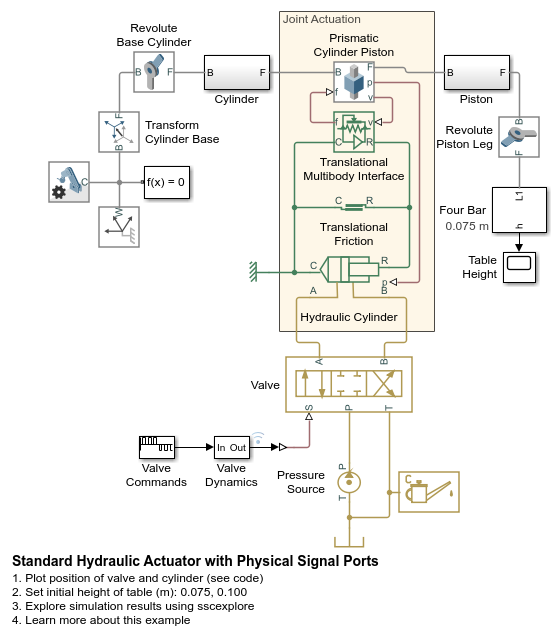 Joint Actuation
Revolute
Base Cylinder
Prismatic
Cylinder Piston
B
F
B
F
B
F
p
f
v
B
F
Cylinder
Piston
F
B
Transform
Cylinder Base
f
v
C
R
Translational
Multibody Interface
B
F
Revolute
Piston Leg
C
f(x) = 0
W
C
R
Translational
Friction
L1
h
Four Bar
0.075 m
Table
Height
C
R
p
A
B
Hydraulic Cylinder
A
B
Valve
S
P
T
In Out
Valve
Commands
Valve
Dynamics
Pressure
Source
P
T
C
Standard Hydraulic Actuator with Physical Signal Ports
1. Plot position of valve and cylinder (see code)
2. Set initial height of table (m): 0.075, 0.100
3. Explore simulation results using sscexplore
4. Learn more about this example